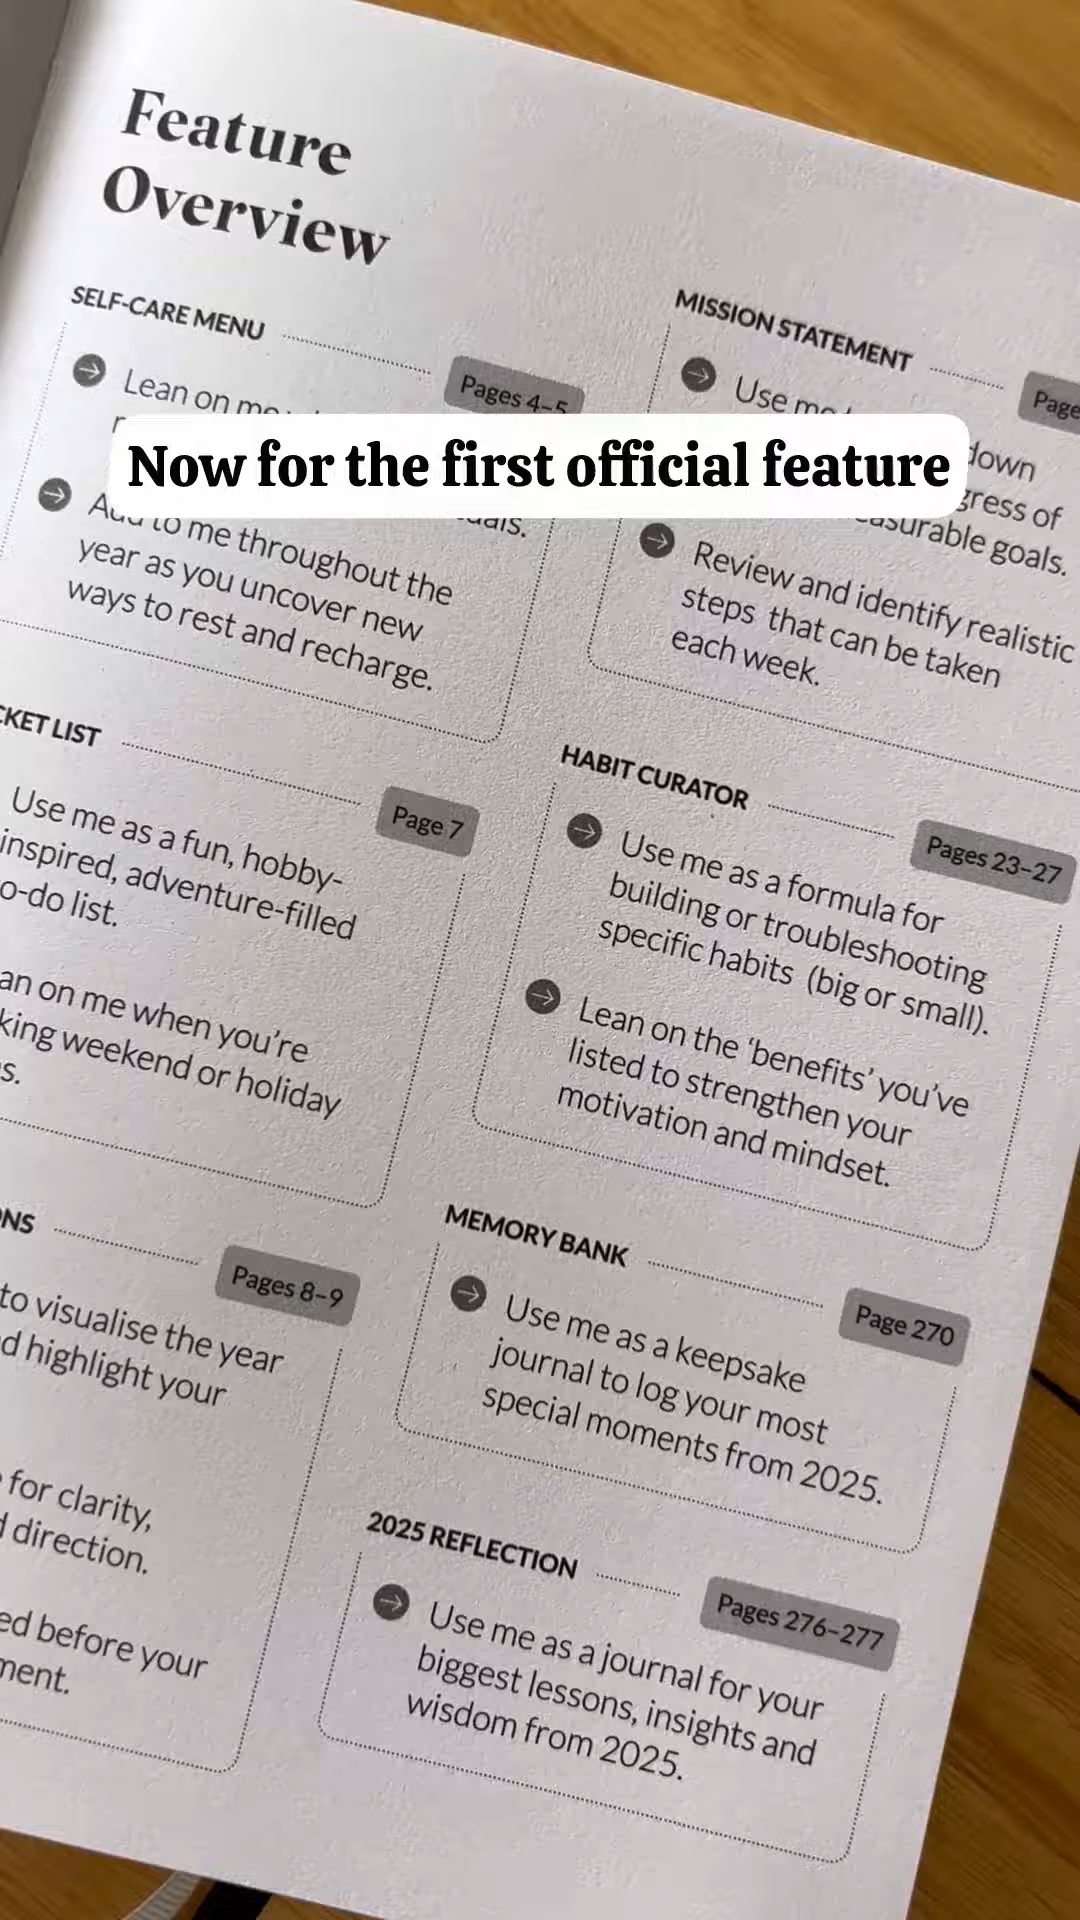 Feature
Overview
SELF-CARE MENU
Pages 4–5
Lean on me
Now for the first official feature
Add to me throughout the
year as you uncover new
ways to rest and recharge.
MISSION STATEMENT
Use me
down
measurable goals.
Review and identify realistic
steps that can be taken
each week.
CKET LIST
Page 7
Use me as a fun, hobby-
inspired, adventure-filled
o-do list.
an on me when you're
king weekend or holiday
s.
HABIT CURATOR
Pages 23–27
Use me as a formula for
building or troubleshooting
specific habits (big or small).
Lean on the ‘benefits’ you’ve
listed to strengthen your
motivation and mindset.
ONS
Pages 8–9
to visualise the year
d highlight your
for clarity,
d direction.
ed before your
ment.
MEMORY BANK
Page 270
Use me as a keepsake
journal to log your most
special moments from 2025.
2025 REFLECTION
Pages 276–277
Use me as a journal for your
biggest lessons, insights and
wisdom from 2025.